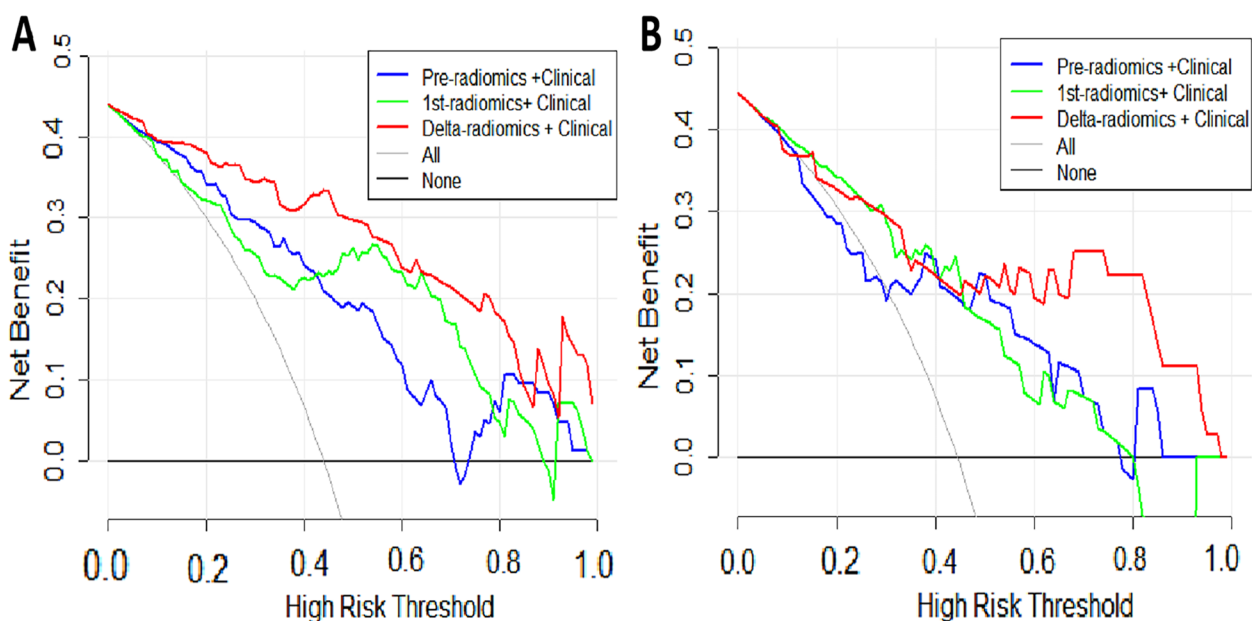 A
Net Benefit
0.5
0.4
0.3
0.2
0.1
0.0
Pre-radiomics +Clinical
1st-radiomics+ Clinical
Delta-radiomics + Clinical
All
None
0.0 0.2 0.4 0.6 0.8 1.0
High Risk Threshold
B
Net Benefit
0.5
0.4
0.3
0.2
0.1
0.0
Pre-radiomics +Clinical
1st-radiomics+ Clinical
Delta-radiomics + Clinical
All
None
0.0 0.2 0.4 0.6 0.8 1.0
High Risk Threshold